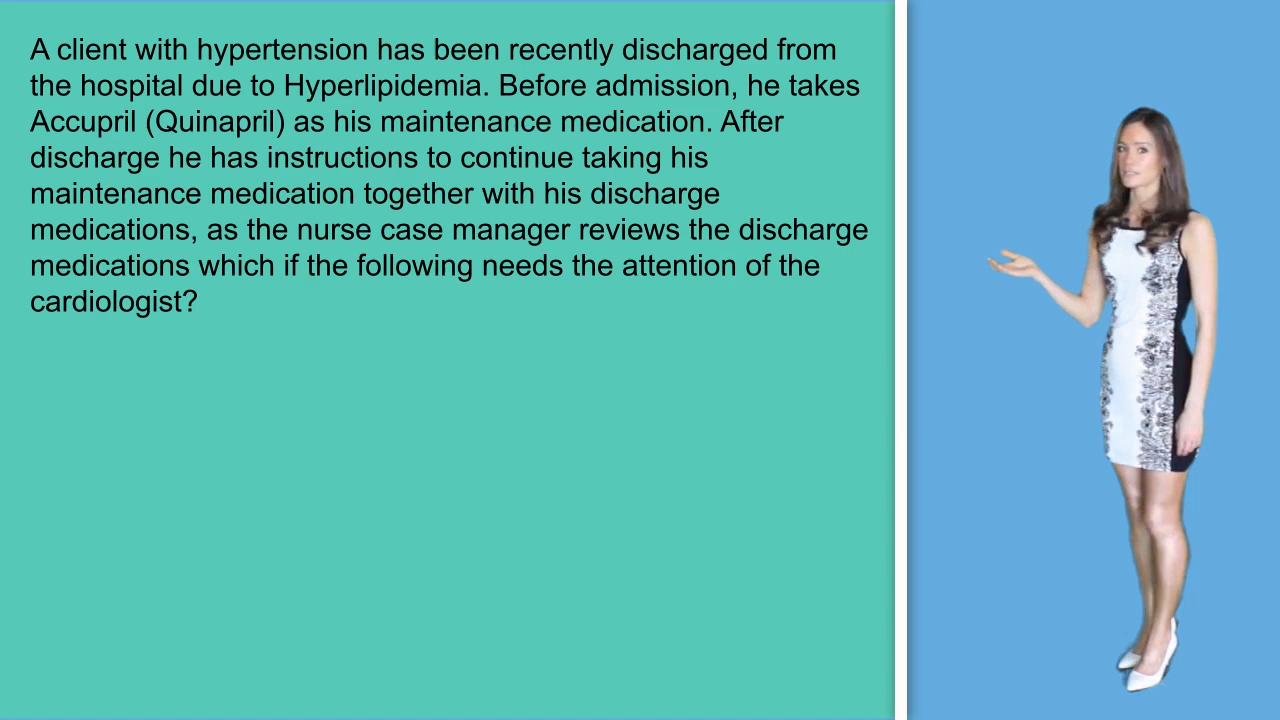 A client with hypertension has been recently discharged from
the hospital due to Hyperlipidemia. Before admission, he takes
Accupril (Quinapril) as his maintenance medication. After
discharge he has instructions to continue taking his
maintenance medication together with his discharge
medications, as the nurse case manager reviews the discharge
medications which if the following needs the attention of the
cardiologist?